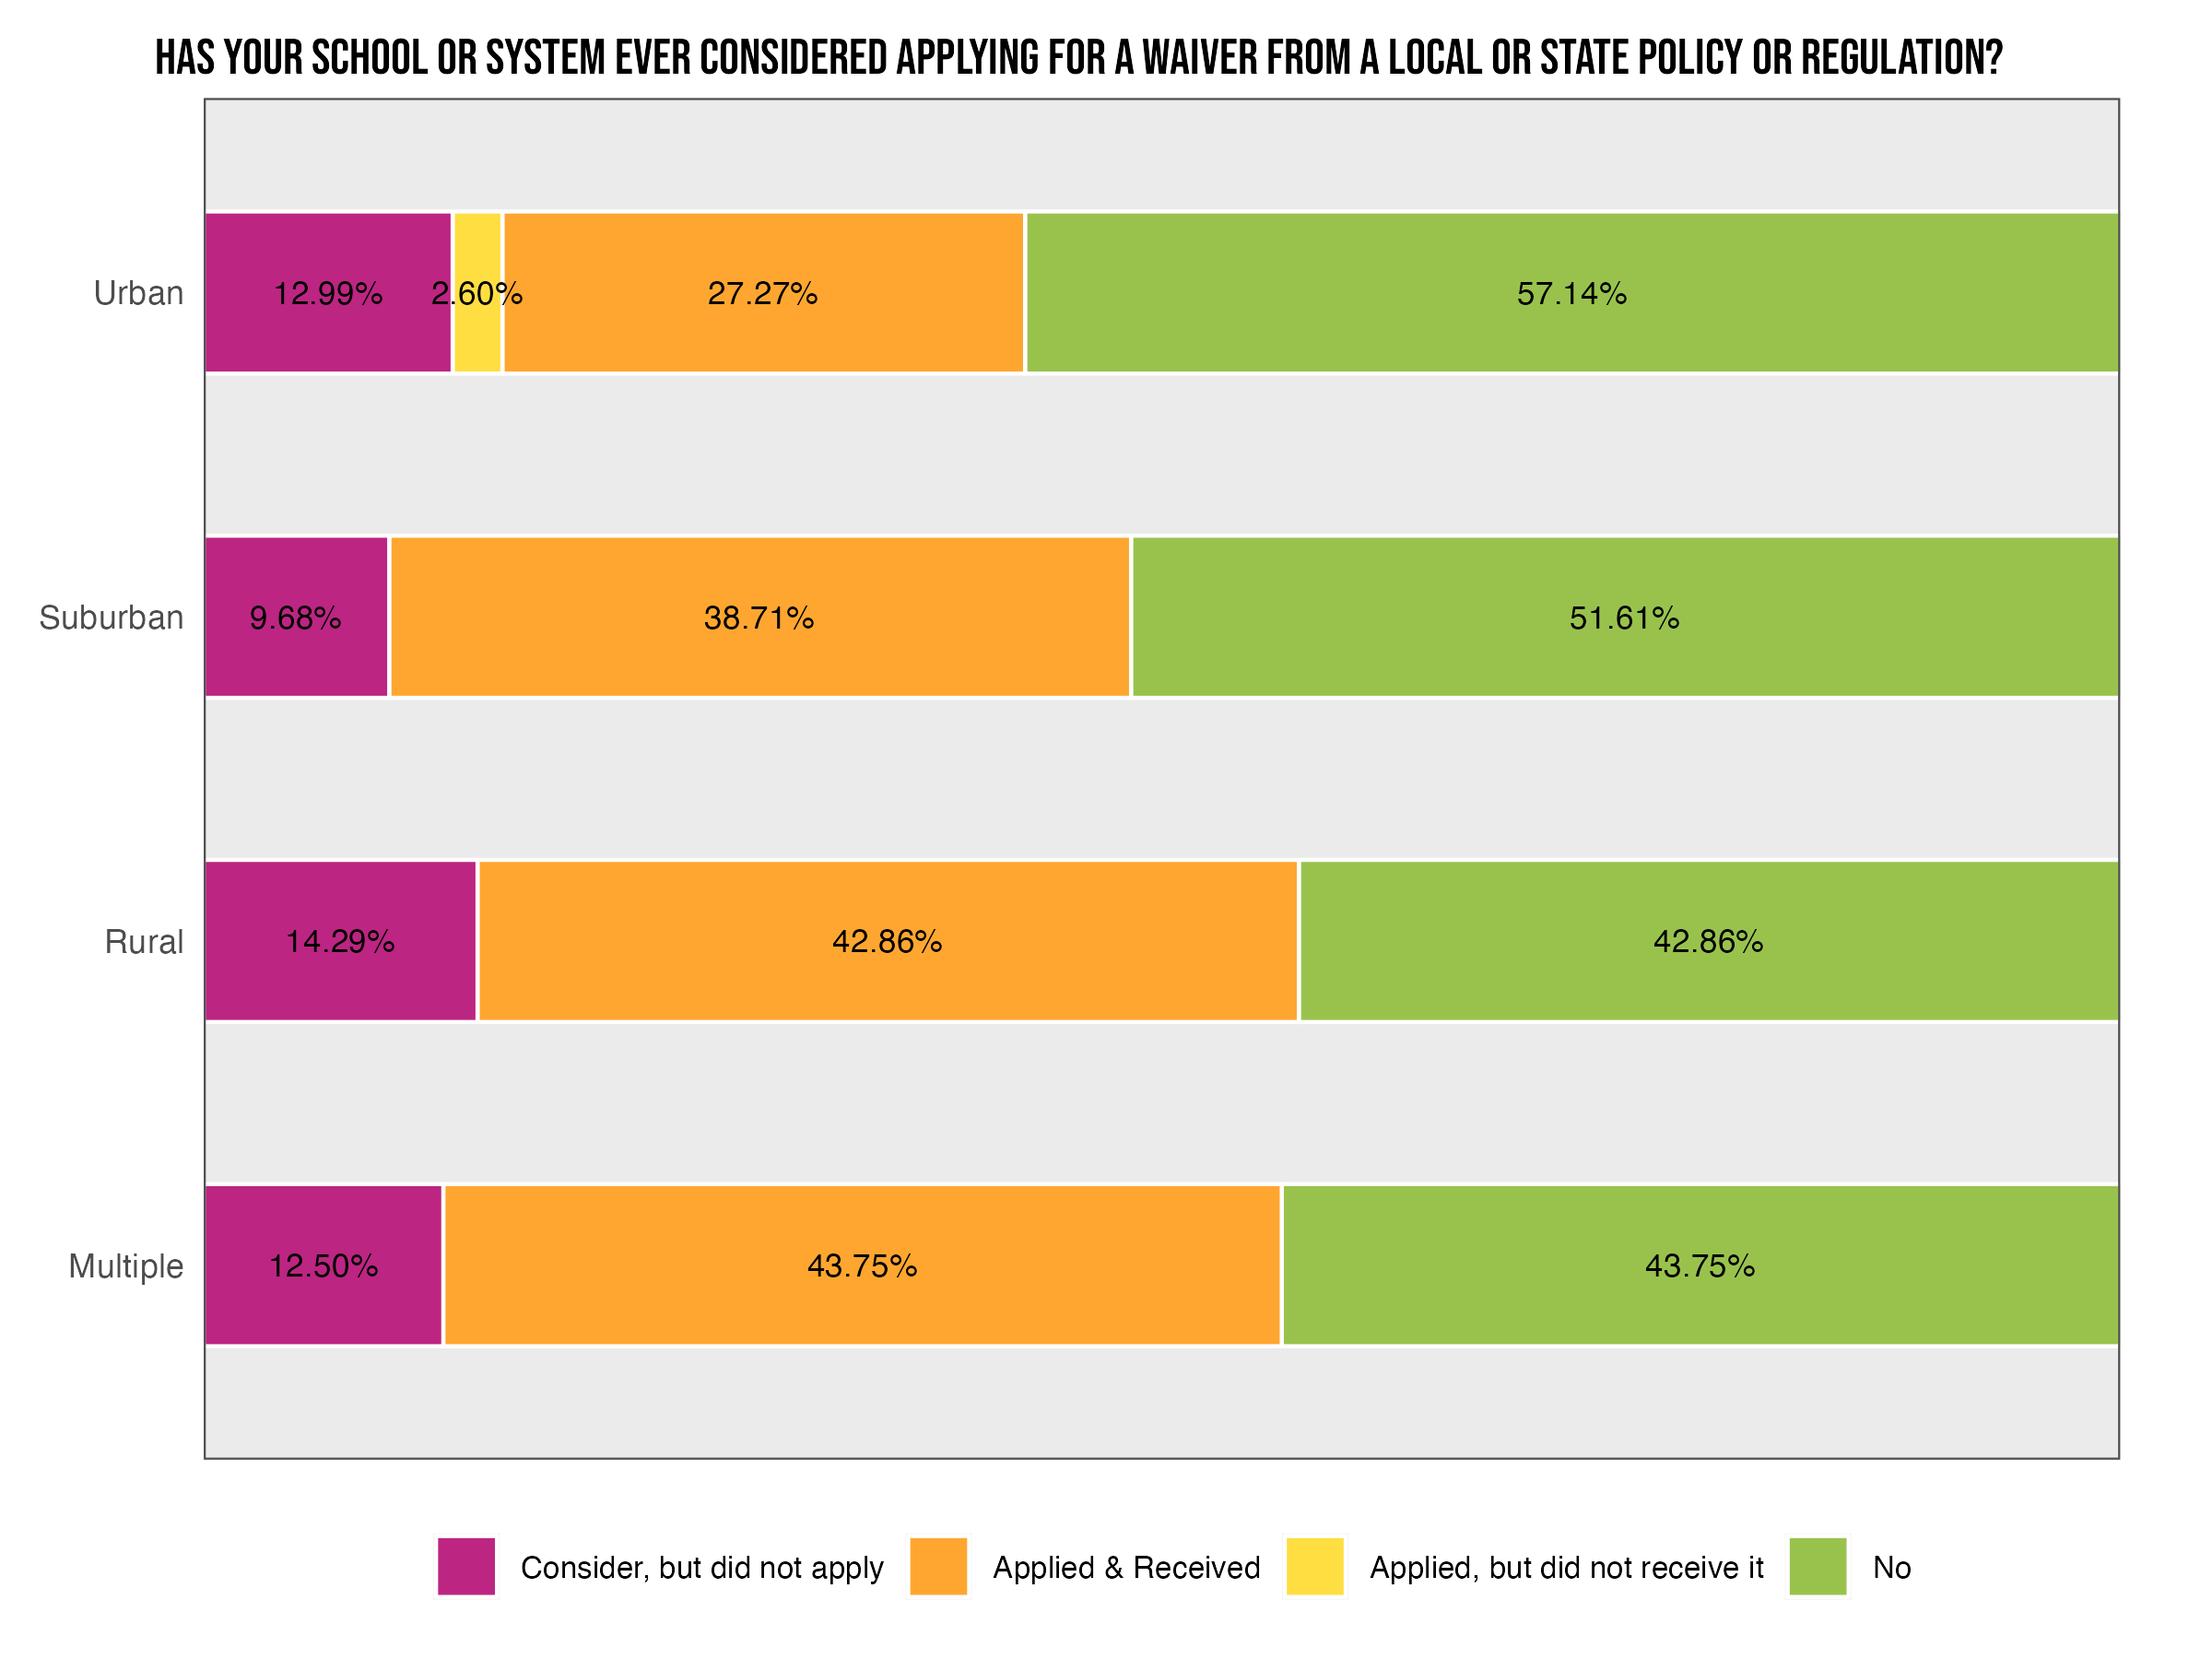 HAS YOUR SCHOOL OR SYSTEM EVER CONSIDERED APPLYING FOR A WAIVER FROM A LOCAL OR STATE POLICY OR REGULATION?
Urban 12.99% 2.60% 27.27% 57.14%
Suburban 9.68% 38.71% 51.61%
Rural 14.29% 42.86% 42.86%
Multiple 12.50% 43.75% 43.75%
Consider, but did not apply Applied & Received Applied, but did not receive it No